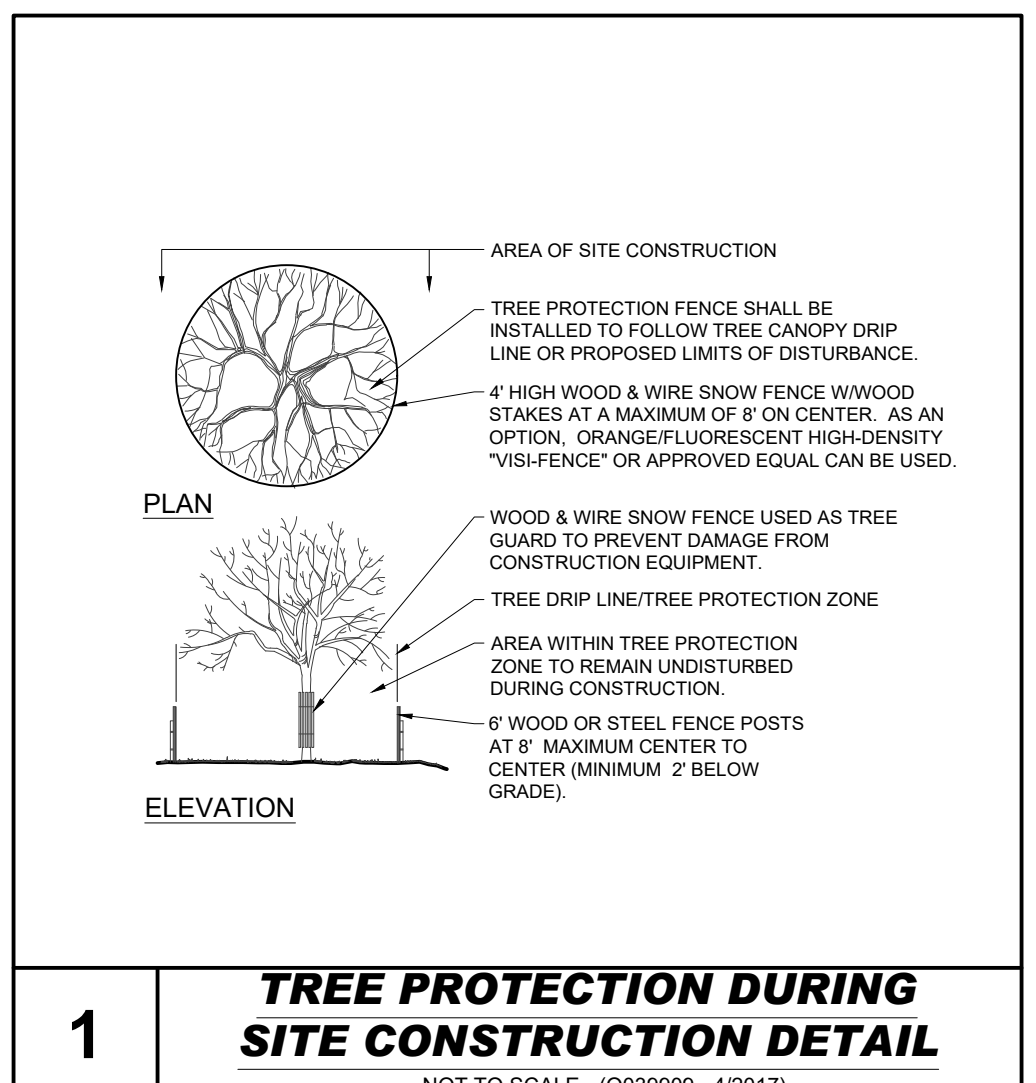 AREA OF SITE CONSTRUCTION
TREE PROTECTION FENCE SHALL BE
INSTALLED TO FOLLOW TREE CANOPY DRIP
LINE OR PROPOSED LIMITS OF DISTURBANCE.
4' HIGH WOOD & WIRE SNOW FENCE W/WOOD
STAKES AT A MAXIMUM OF 8' ON CENTER. AS AN
OPTION, ORANGE/FLUORESCENT HIGH-DENSITY
"VISI-FENCE" OR APPROVED EQUAL CAN BE USED.
PLAN
WOOD & WIRE SNOW FENCE USED AS TREE
GUARD TO PREVENT DAMAGE FROM
CONSTRUCTION EQUIPMENT.
TREE DRIP LINE/TREE PROTECTION ZONE
AREA WITHIN TREE PROTECTION
ZONE TO REMAIN UNDISTURBED
DURING CONSTRUCTION.
6' WOOD OR STEEL FENCE POSTS
AT 8' MAXIMUM CENTER TO
CENTER (MINIMUM 2' BELOW
GRADE).
ELEVATION
1
TREE PROTECTION DURING
SITE CONSTRUCTION DETAIL
NOT TO SCALE 4/2017)